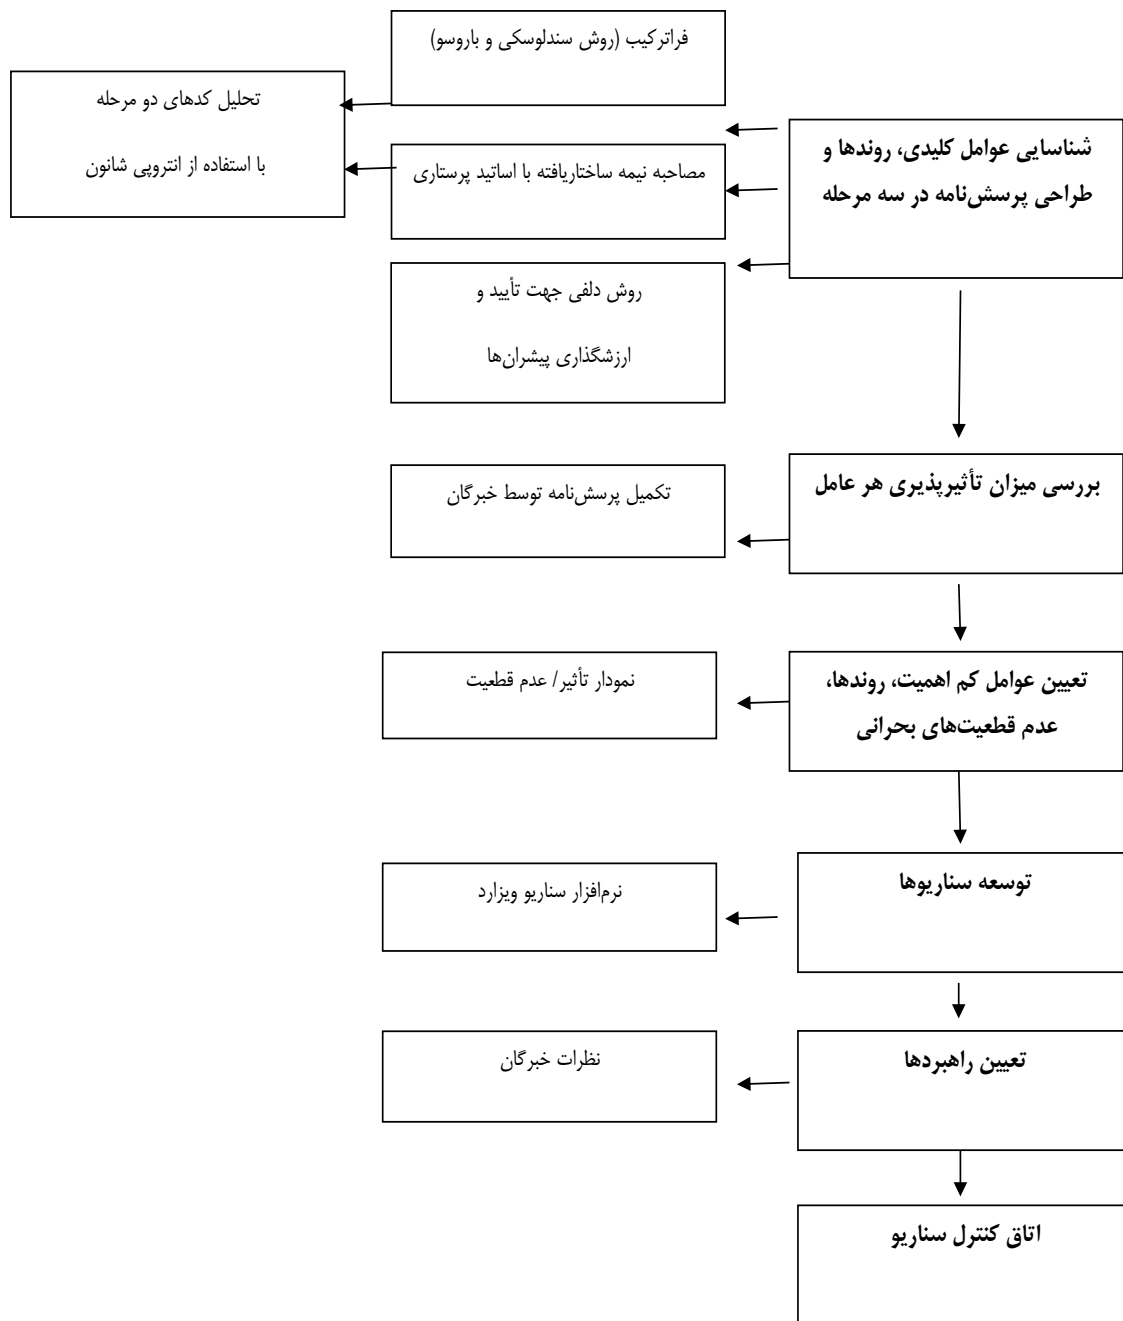 فراترکیب (روش سندلوسکی و باروسو)
تحلیل کدهای دو مرحله
با استفاده از انتروپی شانون
شناسایی عوامل کلیدی، روندها و
طراحی پرسش‌نامه در سه مرحله
مصاحبه نیمه ساختاریافته با اساتید پرستاری
روش دلفی جهت تأیید و
ارزشگذاری پیشران‌ها
بررسی میزان تأثیرپذیری هر عامل
تکمیل پرسش‌نامه توسط خبرگان
تعیین عوامل کم اهمیت، روندها،
عدم قطعیت‌های بحرانی
نمودار تأثیر/ عدم قطعیت
توسعه سناریوها
نرم‌افزار سناریو ویزارد
تعیین راهبردها
نظرات خبرگان
اتاق کنترل سناریو